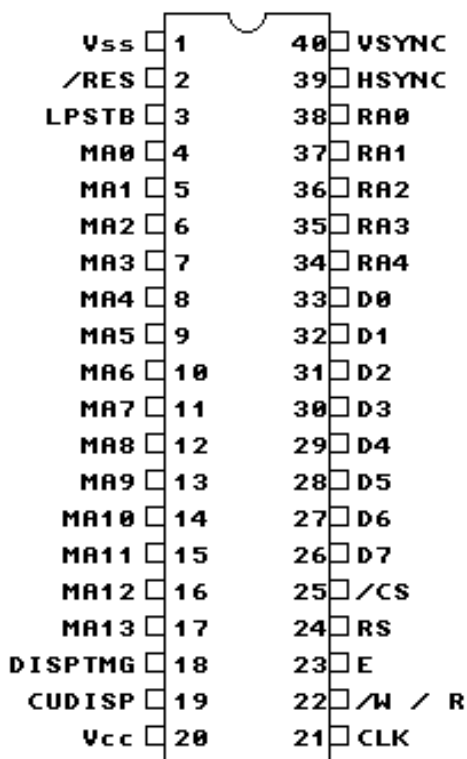 Vss 1 40 VSYNC
/RES 2 39 HSYNC
LPSTB 3 38 RA0
MA0 4 37 RA1
MA1 5 36 RA2
MA2 6 35 RA3
MA3 7 34 RA4
MA4 8 33 D0
MA5 9 32 D1
MA6 10 31 D2
MA7 11 30 D3
MA8 12 29 D4
MA9 13 28 D5
MA10 14 27 D6
MA11 15 26 D7
MA12 16 25 /CS
MA13 17 24 RS
DISPTMG 18 23 E
CUDISP 19 22 /W / R
Vcc 20 21 CLK